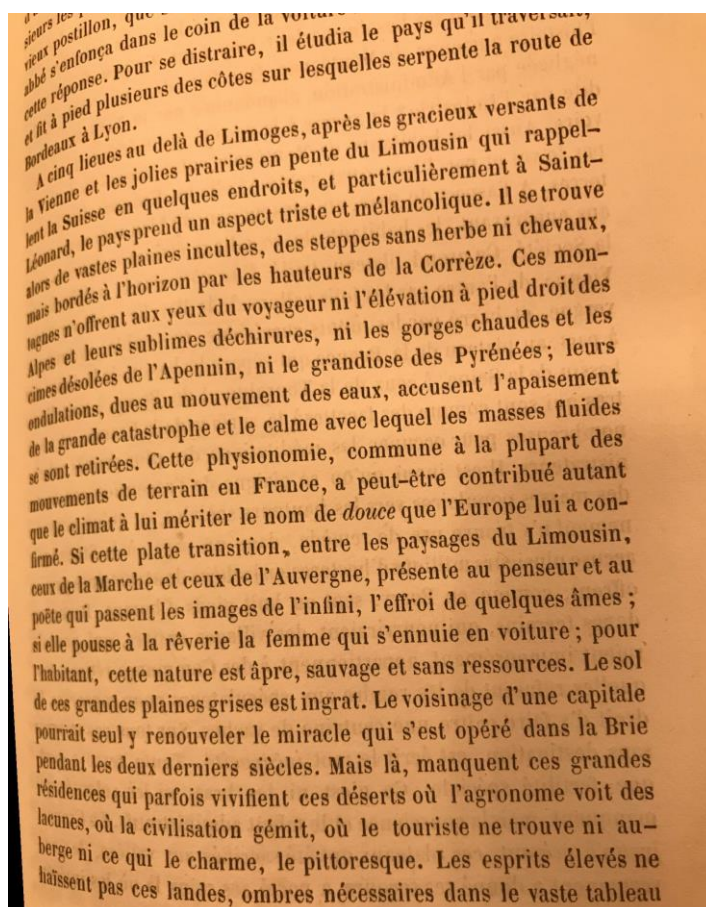 sieurs les
vieux postillon, que
abbé s'enfonça dans le coin de la voiture
cette réponse. Pour se distraire, il étudia le pays qu'il traversait,
et fit à pied plusieurs des côtes sur lesquelles serpente la route de
Bordeaux à Lyon.
A cinq lieues au delà de Limoges, après les gracieux versants de
la Vienne et les jolies prairies en pente du Limousin qui rappel–
lent la Suisse en quelques endroits, et particulièrement à Saint–
Léonard, le pays prend un aspect triste et mélancolique. Il se trouve
alors de vastes plaines incultes, des steppes sans herbe ni chevaux,
mais bordés à l'horizon par les hauteurs de la Corrèze. Ces mon–
tagnes n'offrent aux yeux du voyageur ni l'élévation à pied droit des
Alpes et leurs sublimes déchirures, ni les gorges chaudes et les
cimes désolées de l'Apennin, ni le grandiose des Pyrénées; leurs
ondulations, dues au mouvement des eaux, accusent l'apaisement
de la grande catastrophe et le calme avec lequel les masses fluides
se sont retirées. Cette physionomie, commune à la plupart des
mouvements de terrain en France, a peut–être contribué autant
que le climat à lui mériter le nom de douce que l'Europe lui a con–
firmé. Si cette plate transition, entre les paysages du Limousin,
ceux de la Marche et ceux de l'Auvergne, présente au penseur et au
poëte qui passent les images de l'infini, l'effroi de quelques âmes;
si elle pousse à la rêverie la femme qui s'ennuie en voiture; pour
l'habitant, cette nature est âpre, sauvage et sans ressources. Le sol
de ces grandes plaines grises est ingrat. Le voisinage d'une capitale
pourrait seul y renouveler le miracle qui s'est opéré dans la Brie
pendant les deux derniers siècles. Mais là, manquent ces grandes
résidences qui parfois vivifient ces déserts où l'agronome voit des
lacunes, où la civilisation gémit, où le touriste ne trouve ni au–
berge ni ce qui le charme, le pittoresque. Les esprits élevés ne
haïssent pas ces landes, ombres nécessaires dans le vaste tableau